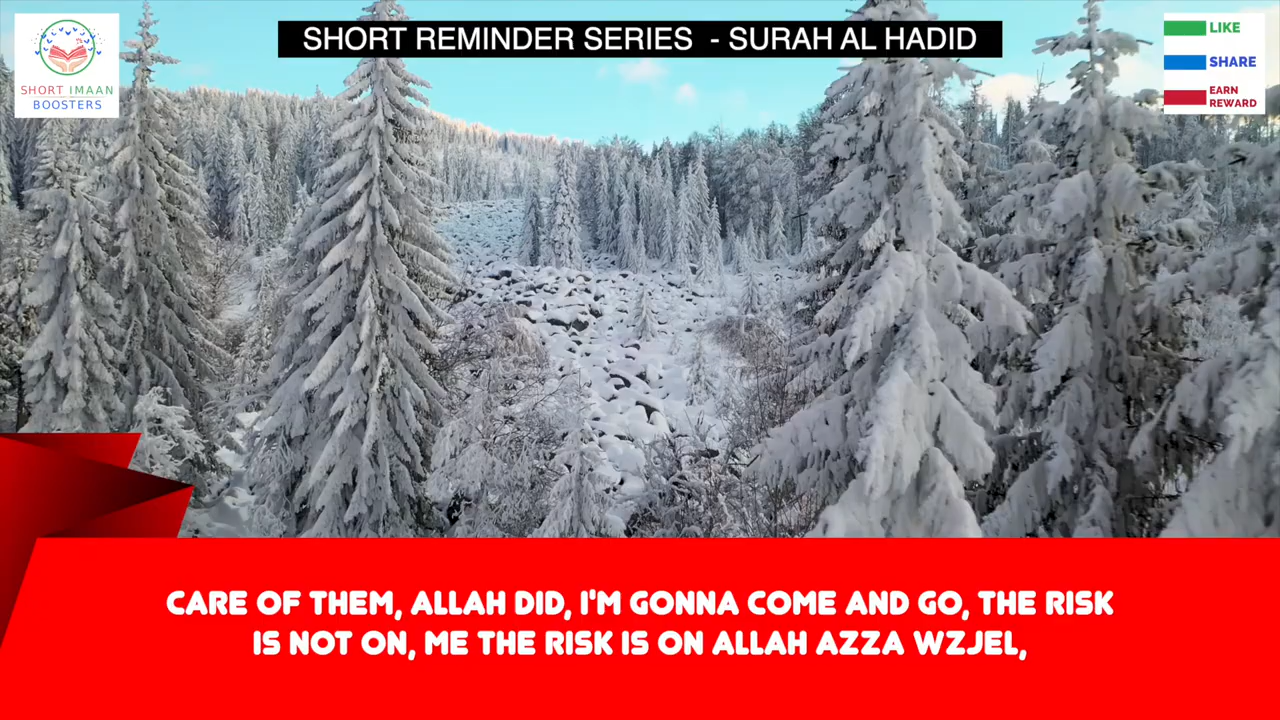 SHORT REMINDER SERIES - SURAH AL HADID
SHORT IMAAN
BOOSTERS
LIKE
SHARE
EARN
REWARD
CARE OF THEM, ALLAH DID, I'M GONNA COME AND GO, THE RISK
IS NOT ON, ME THE RISK IS ON ALLAH AZZA WZJEL,